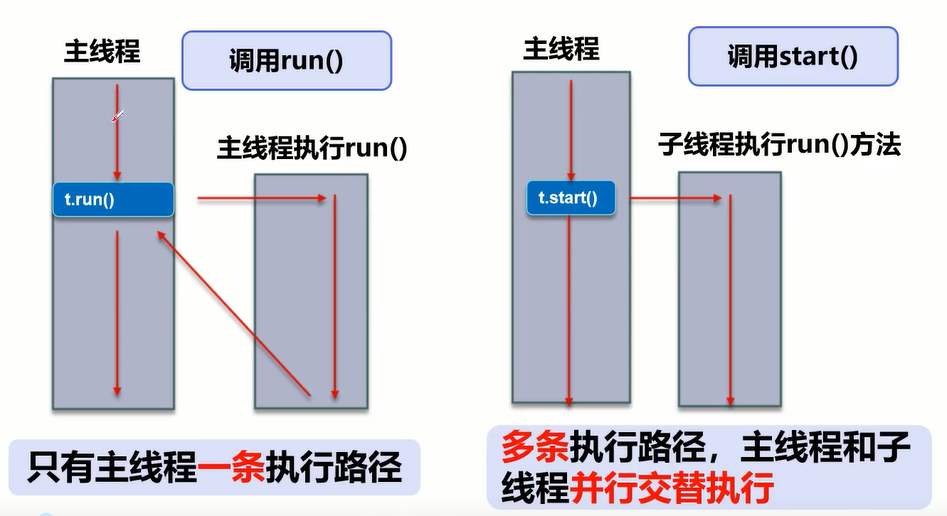 主线程
调用run()
主线程执行run()
t.run()
只有主线程一条执行路径
主线程
调用start()
子线程执行run()方法
t.start()
多条执行路径，主线程和子
线程并行交替执行